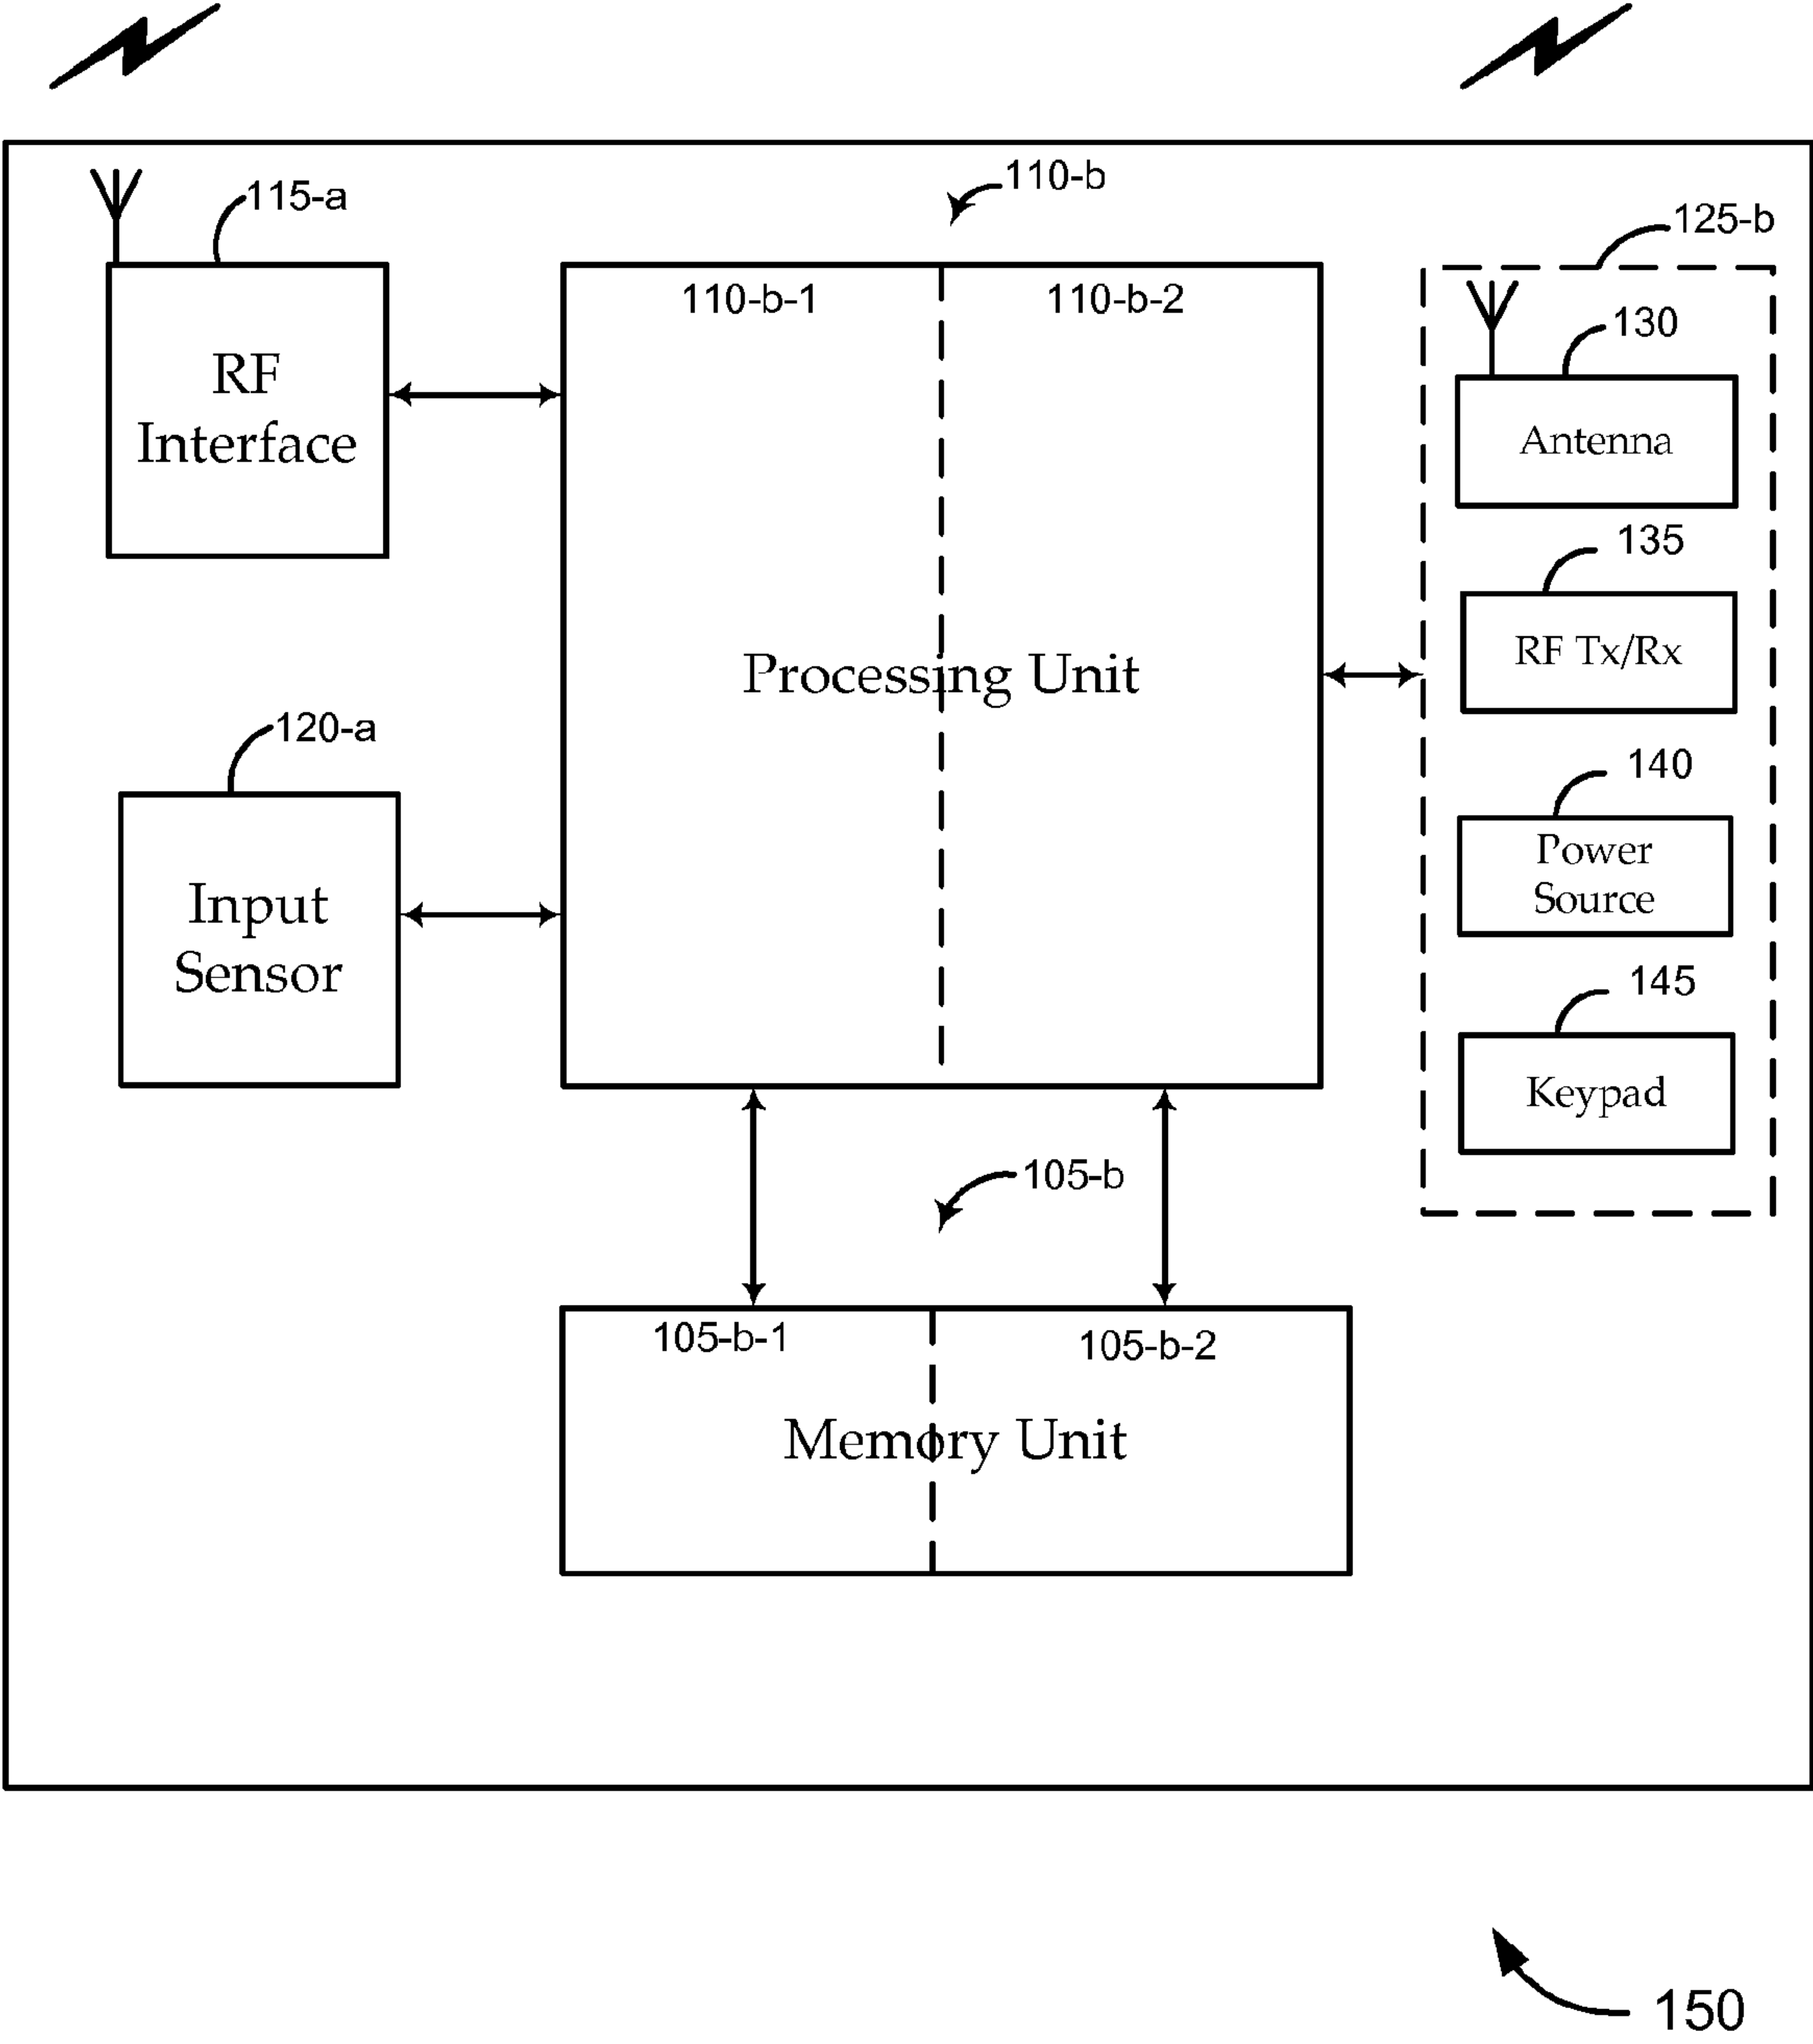 110-b
115-a
125-b
110-b-1
110-b-2
130
RF
Interface
Antenna
135
RF Tx/Rx
Processing Unit
120-a
140
Power
Source
Input
Sensor
145
Keypad
105-b
105-b-1
105-b-2
Memory Unit
150